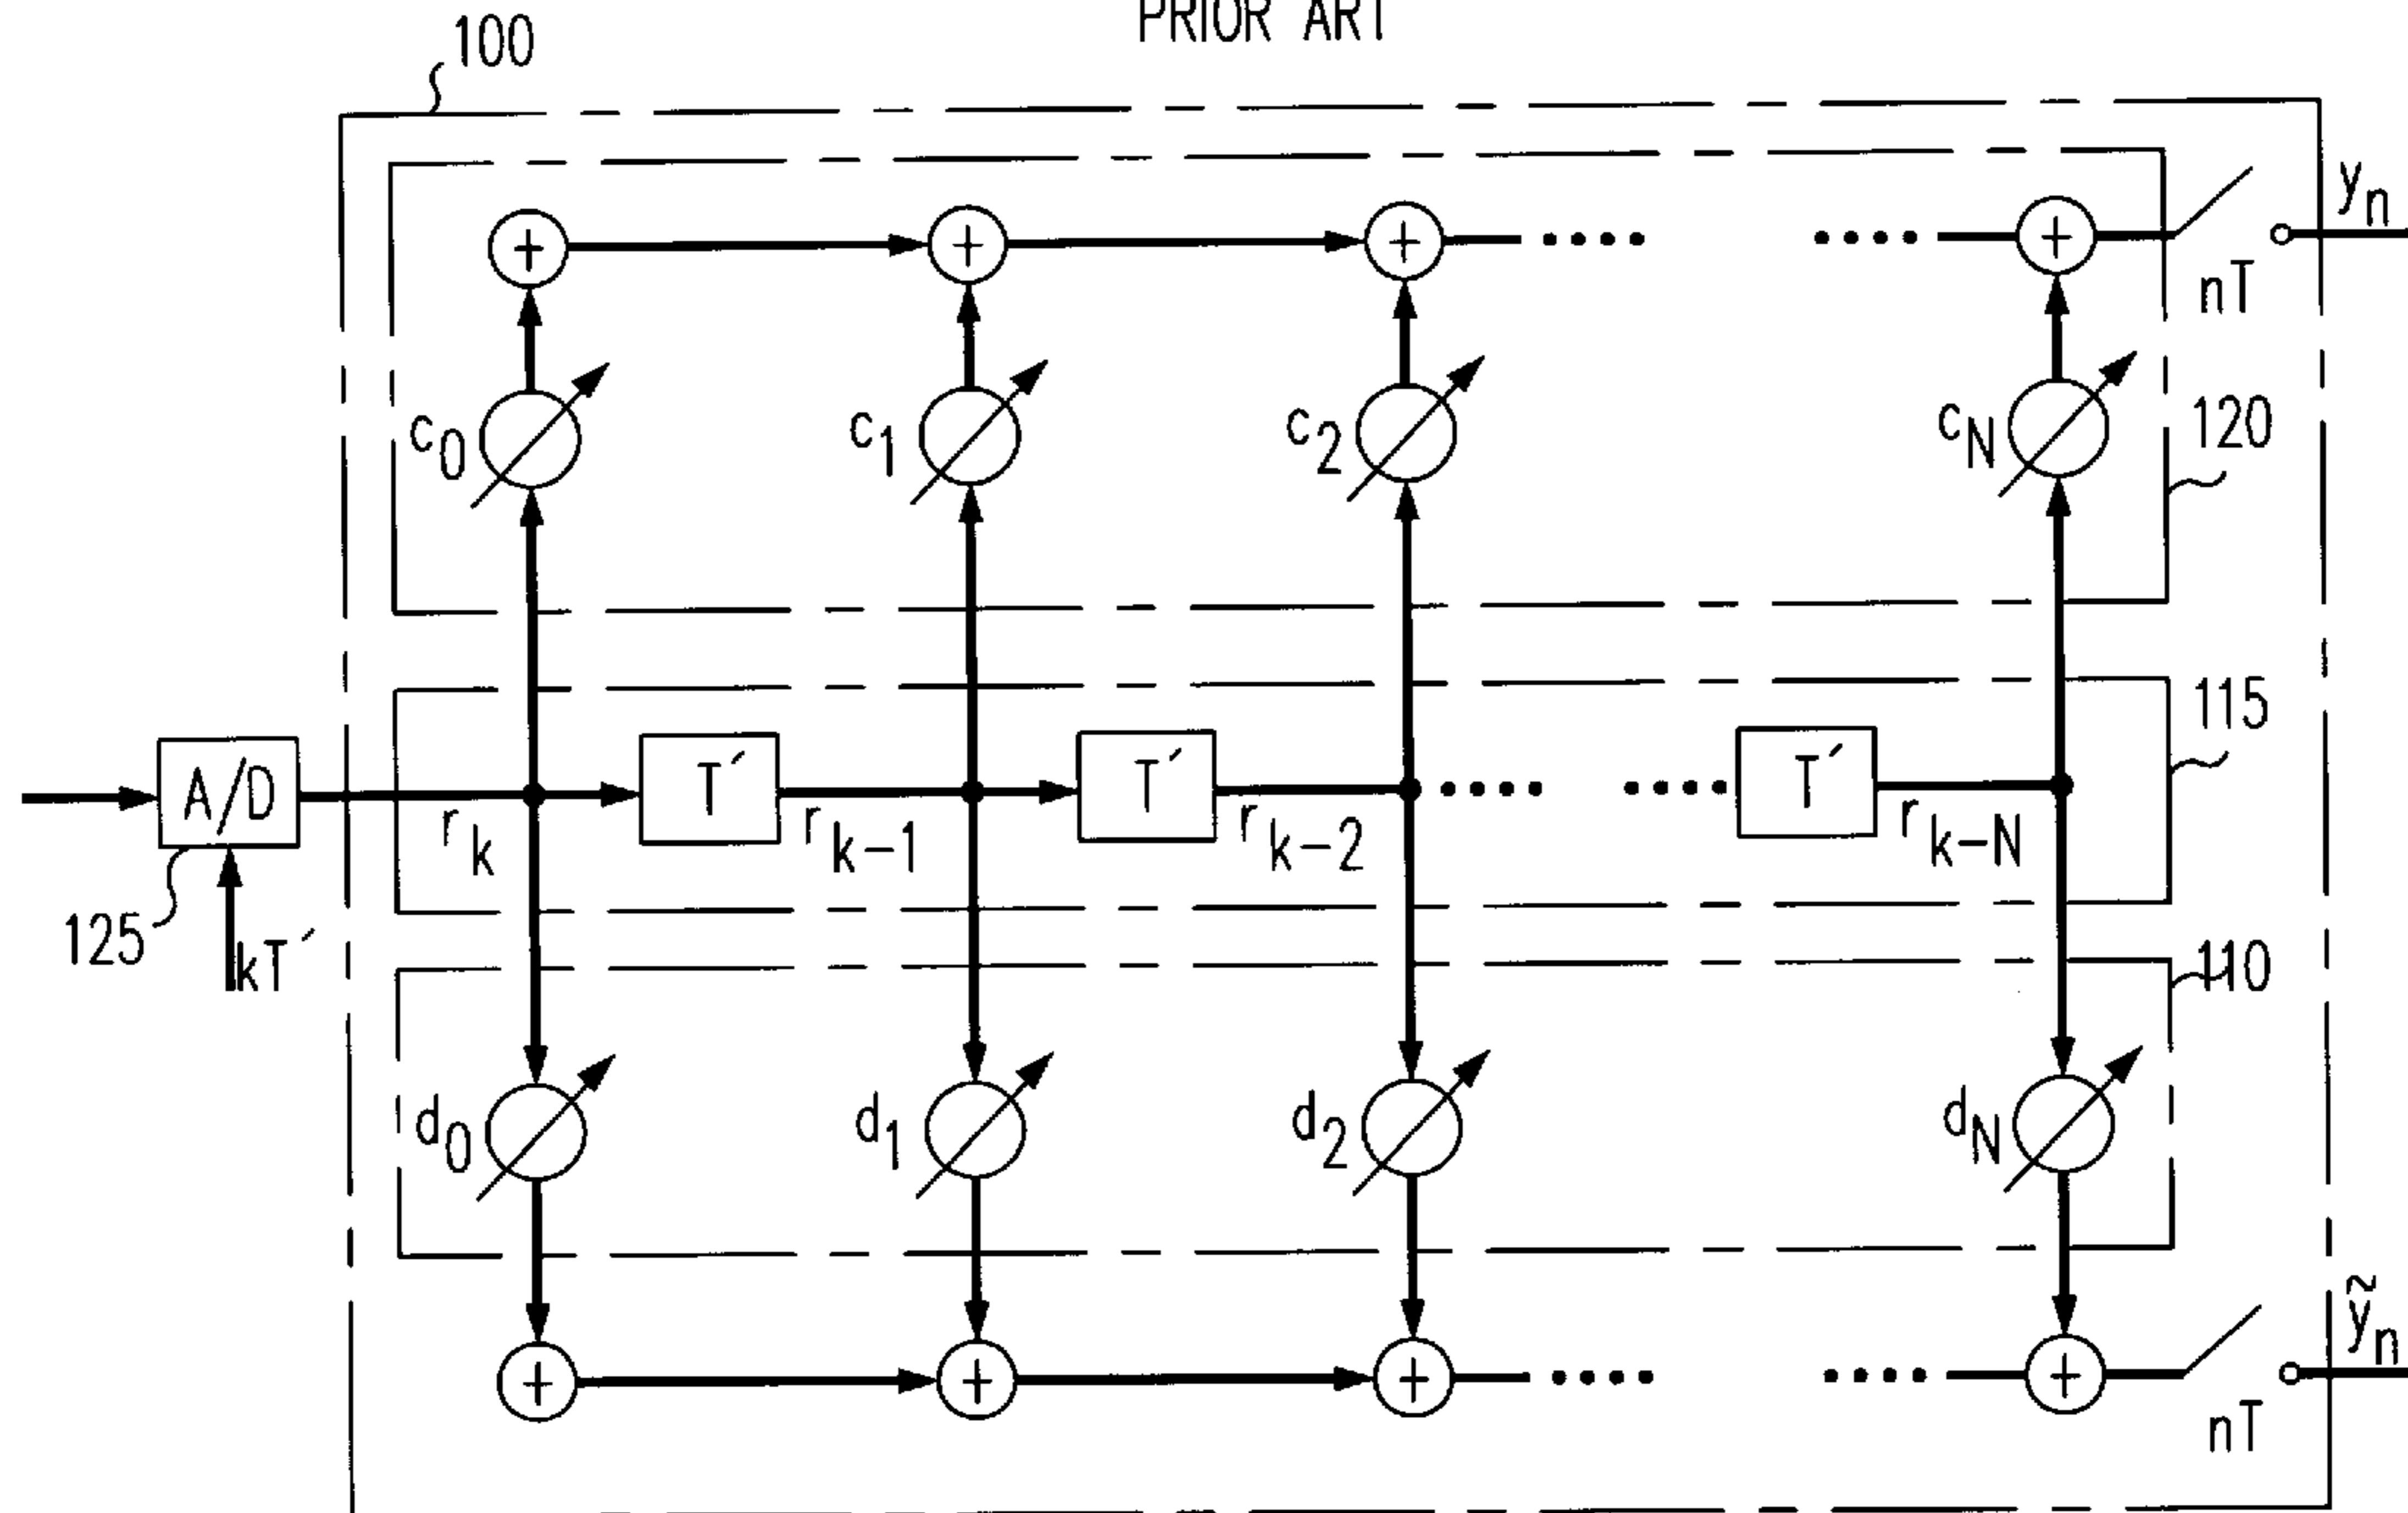 PRIOR ART
100
yn
+ + + +
nT
c0 c1 c2 cN
120
115
A/D
T´ T´ T´
rk rk-1 rk-2 rk-N
125
kT´
110
d0 d1 d2 dN
ỹn
+ + + +
nT